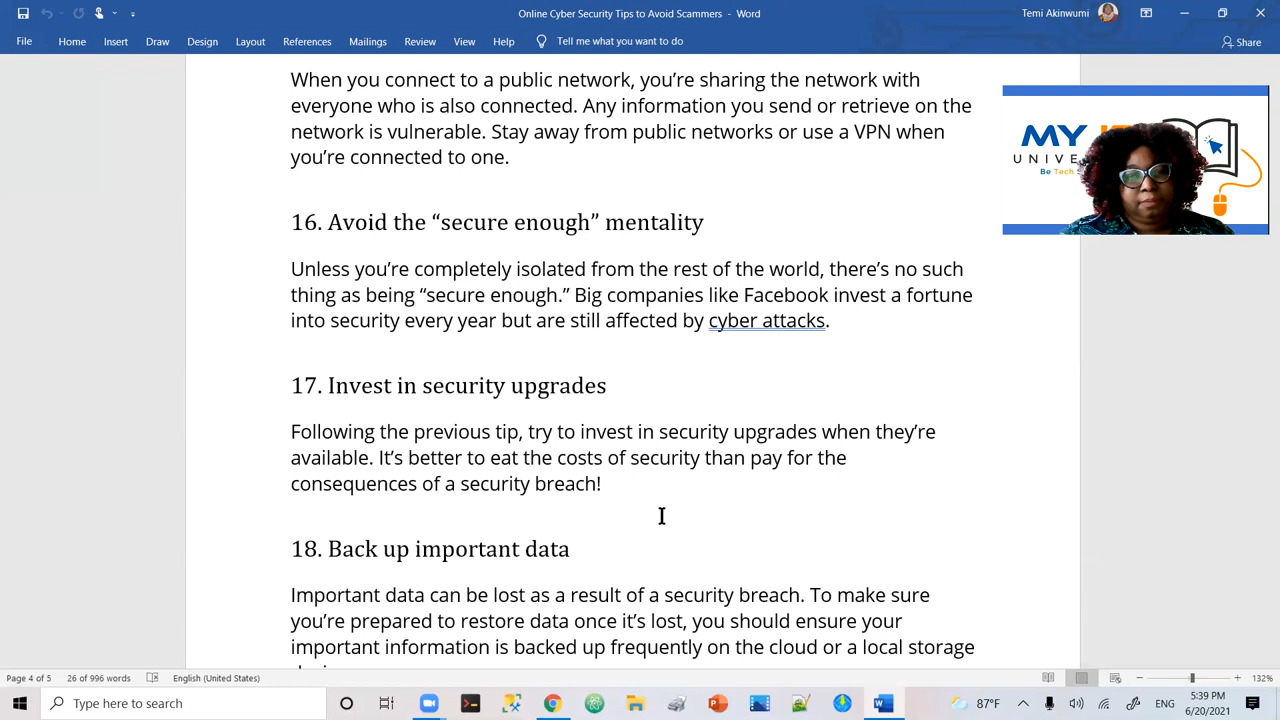 Online Cyber Security Tips to Avoid Scammers - Word
Temi Akinwumi
File Home Insert Draw Design Layout References Mailings Review View Help Tell me what you want to do
Share
When you connect to a public network, you’re sharing the network with
everyone who is also connected. Any information you send or retrieve on the
network is vulnerable. Stay away from public networks or use a VPN when
you’re connected to one.
MY
UNIVE
Be Tech S
16. Avoid the “secure enough” mentality
Unless you’re completely isolated from the rest of the world, there’s no such
thing as being “secure enough.” Big companies like Facebook invest a fortune
into security every year but are still affected by cyber attacks.
17. Invest in security upgrades
Following the previous tip, try to invest in security upgrades when they’re
available. It’s better to eat the costs of security than pay for the
consequences of a security breach!
18. Back up important data
Important data can be lost as a result of a security breach. To make sure
you’re prepared to restore data once it’s lost, you should ensure your
important information is backed up frequently on the cloud or a local storage
Page 4 of 5 26 of 996 words English (United States) 132%
Type here to search
87°F ENG 5:39 PM
6/20/2021